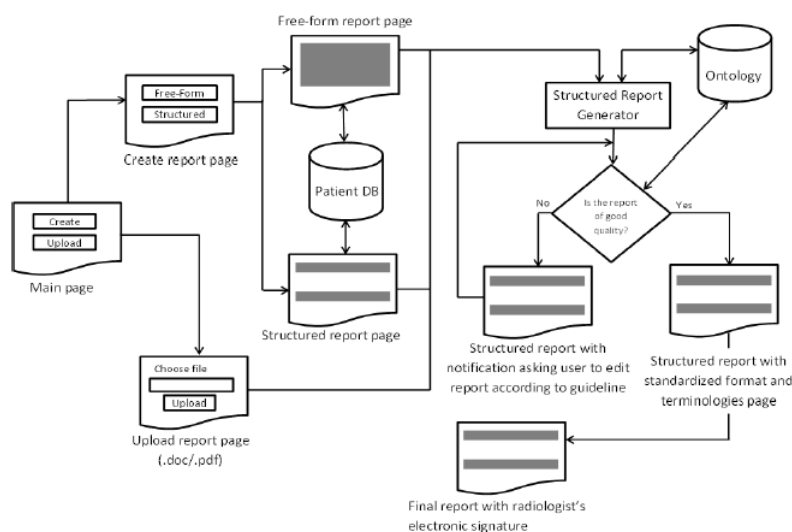 Free-form report page
Free-Form
Structured
Create report page
Ontology
Structured Report
Generator
Patient DB
Is the report
of good
quality?
No
Yes
Create
Upload
Main page
Structured report page
Structured report with
notification asking user to edit
report according to guideline
Structured report with
standardized format and
terminologies page
Choose file
Upload
Upload report page
(.doc/.pdf)
Final report with radiologist's
electronic signature